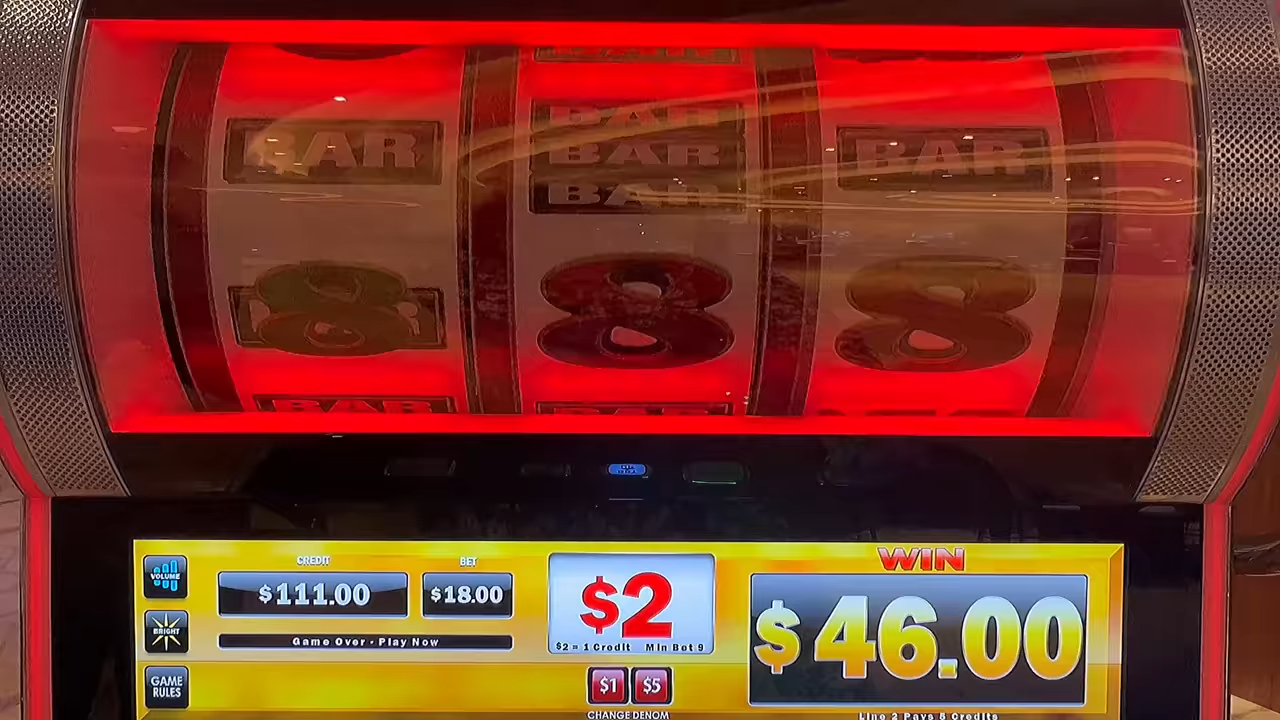 BAR
BAR
BAR
BAR
BAR
8
8
8
BAR
VOLUME
CREDIT
BET
WIN
$111.00
$18.00
$2
$46.00
BRIGHT
Game Over - Play Now
$2 = 1 Credit Min Bet 9
GAME
RULES
$1
$5
CHANGE DENOM
Line 2 Pays 5 Credits